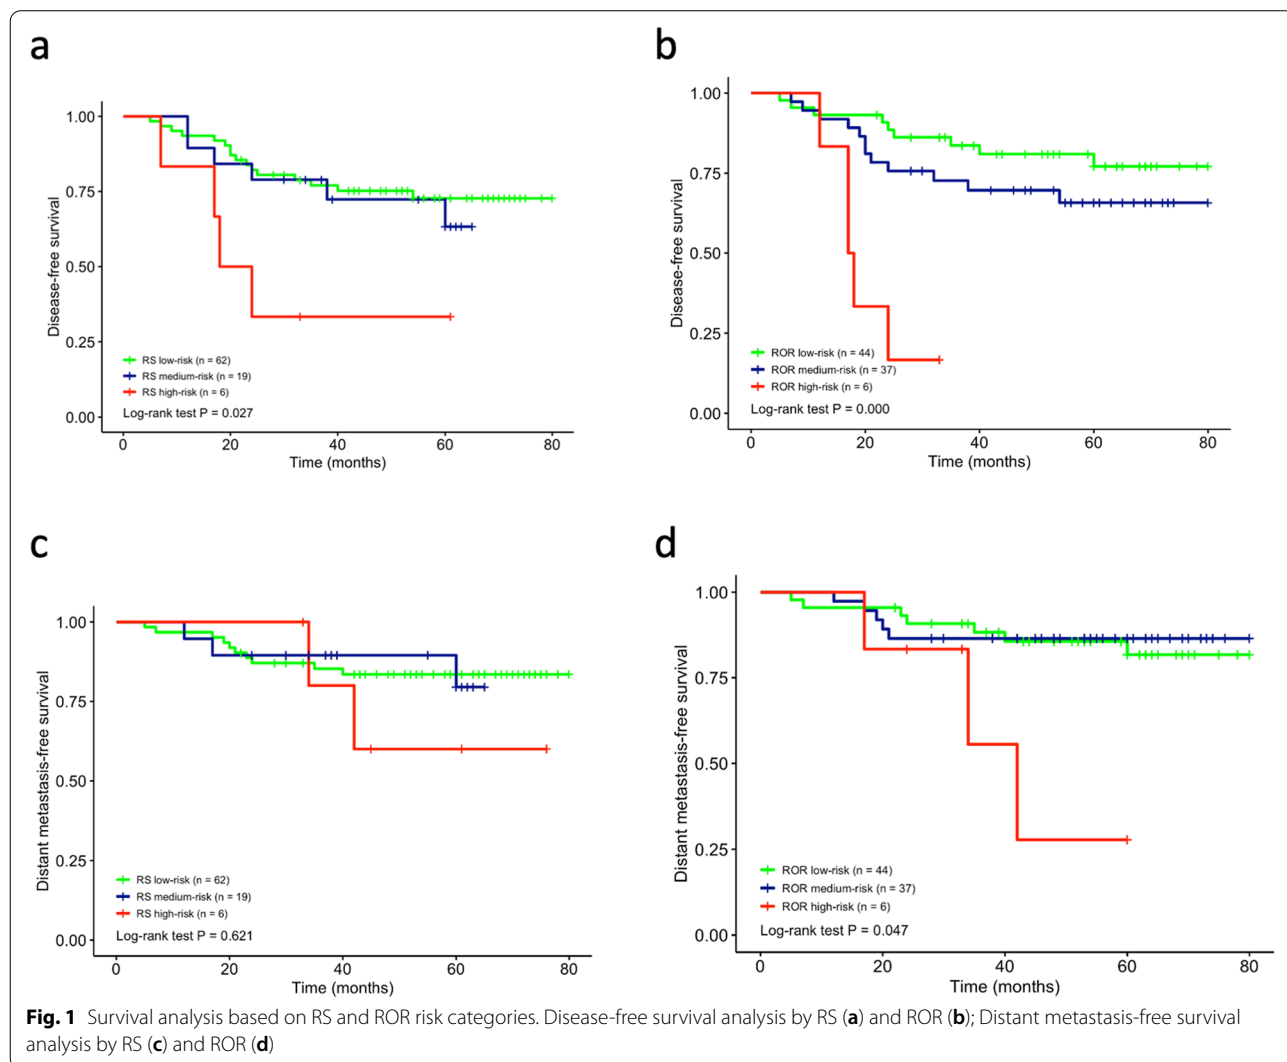 a
1.00
0.75
0.50
0.25
0.00
Disease-free survival
RS low-risk (n = 62)
RS medium-risk (n = 19)
RS high-risk (n = 6)
Log-rank test P = 0.027
0 20 40 60 80
Time (months)
b
1.00
0.75
0.50
0.25
0.00
Disease-free survival
ROR low-risk (n = 44)
ROR medium-risk (n = 37)
ROR high-risk (n = 6)
Log-rank test P = 0.000
0 20 40 60 80
Time (months)
c
1.00
0.75
0.50
0.25
0.00
Distant metastasis-free survival
RS low-risk (n = 62)
RS medium-risk (n = 19)
RS high-risk (n = 6)
Log-rank test P = 0.621
0 20 40 60 80
Time (months)
d
1.00
0.75
0.50
0.25
0.00
Distant metastasis-free survival
ROR low-risk (n = 44)
ROR medium-risk (n = 37)
ROR high-risk (n = 6)
Log-rank test P = 0.047
0 20 40 60 80
Time (months)
Fig. 1 Survival analysis based on RS and ROR risk categories. Disease-free survival analysis by RS (a) and ROR (b); Distant metastasis-free survival
analysis by RS (c) and ROR (d)